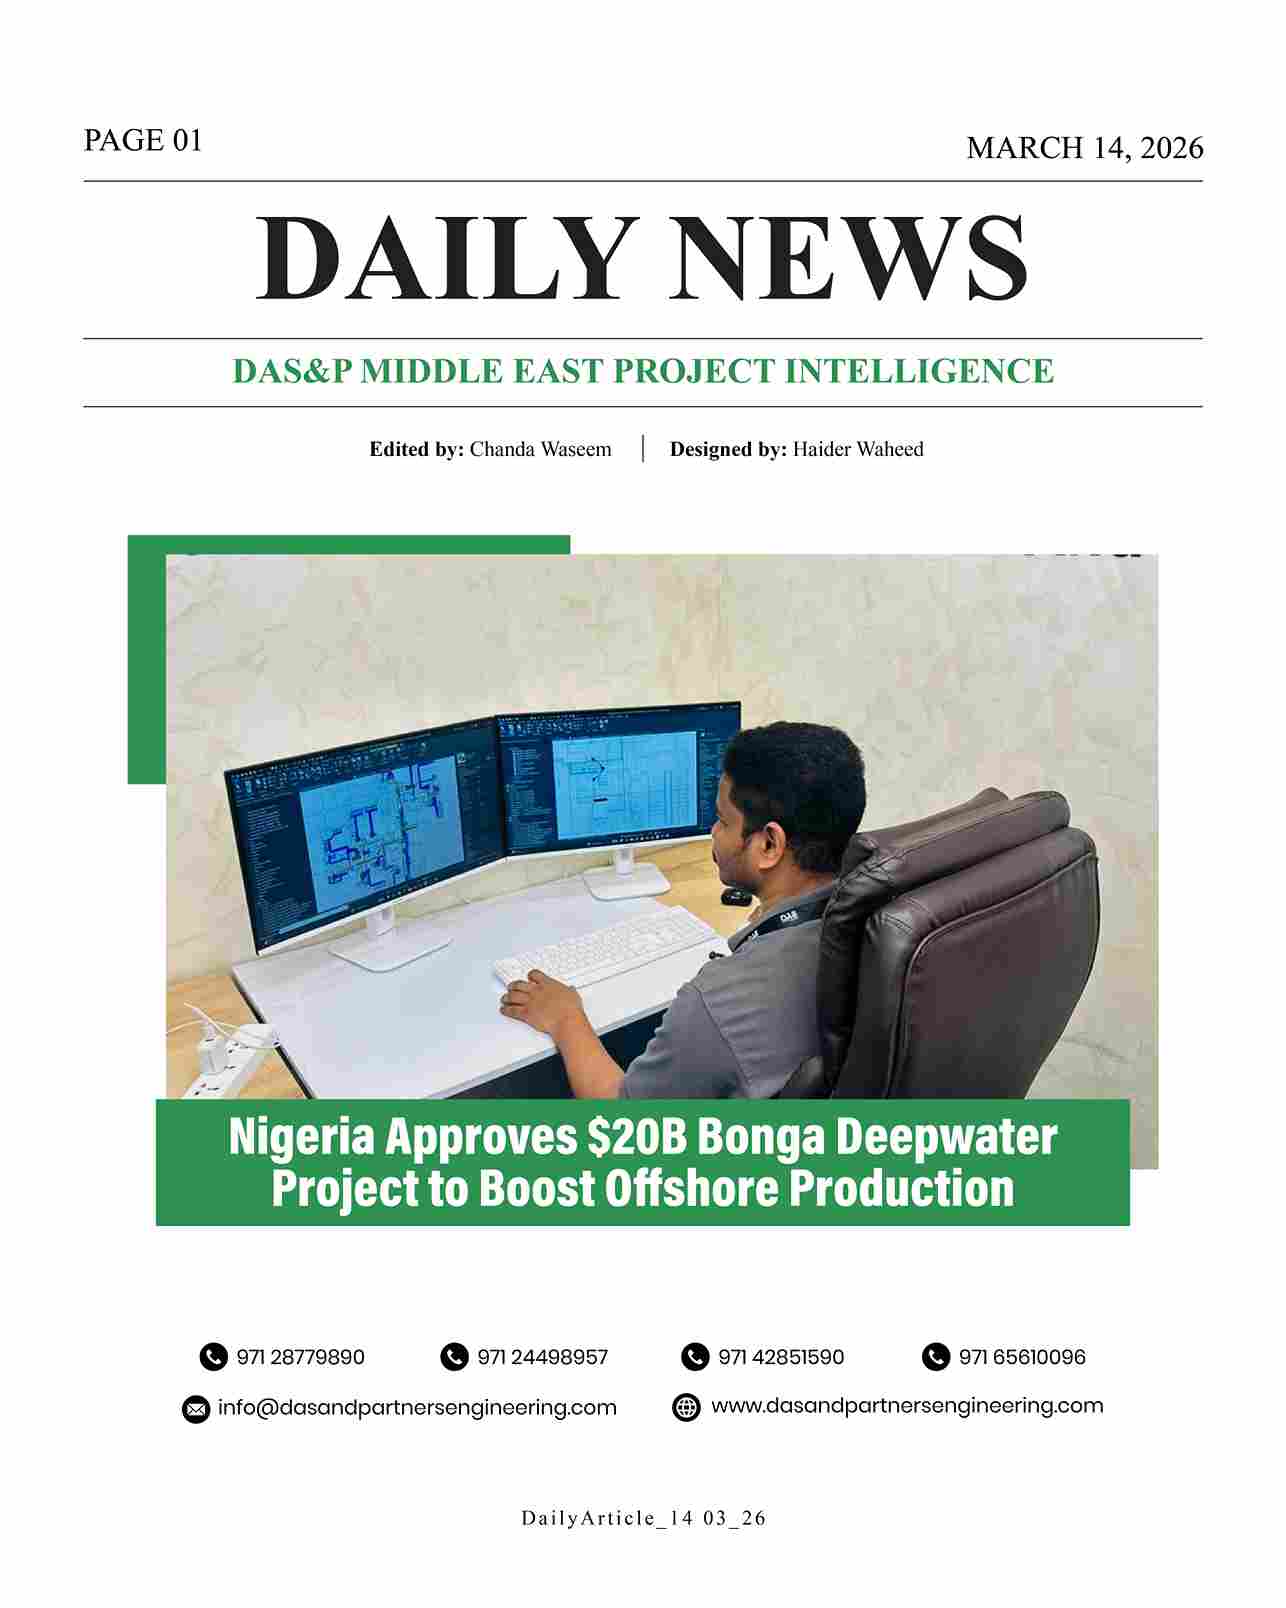 PAGE 01
MARCH 14, 2026
DAILY NEWS
DAS&P MIDDLE EAST PROJECT INTELLIGENCE
Edited by: Chanda Waseem | Designed by: Haider Waheed
DAS
Nigeria Approves $20B Bonga Deepwater
Project to Boost Offshore Production
971 28779890 971 24498957 971 42851590 971 65610096
info@dasandpartnersengineering.com www.dasandpartnersengineering.com
DailyArticle_14 03_26